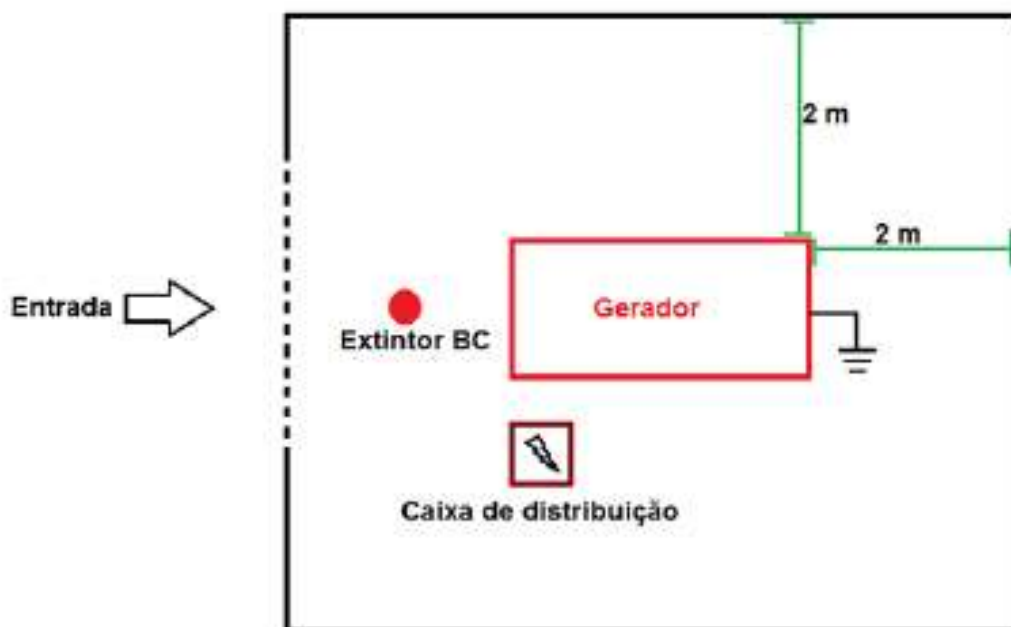 2 m
2 m
Entrada
Gerador
Extintor BC
Caixa de distribuição